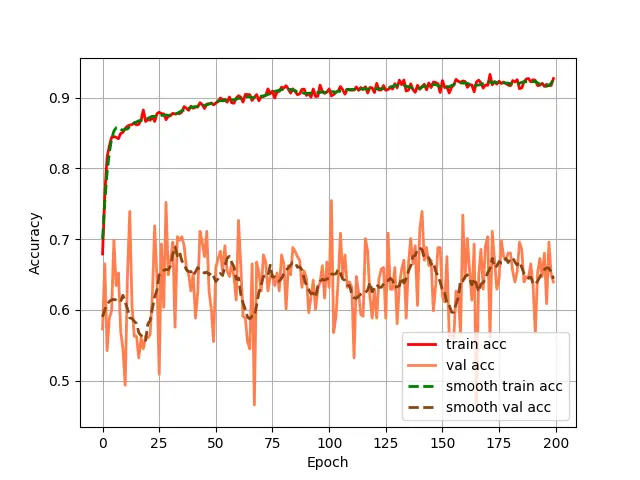 0.9
0.8
0.7
0.6
0.5
Accuracy
train acc
val acc
smooth train acc
smooth val acc
0 25 50 75 100 125 150 175 200
Epoch